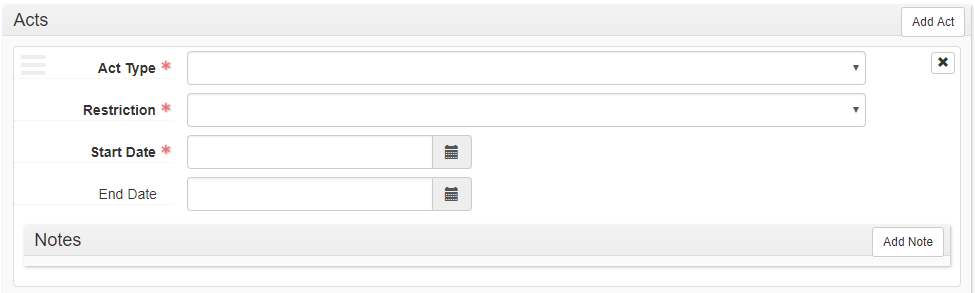 Acts
Add Act
Act Type *
Restriction *
Start Date *
End Date
Notes
Add Note